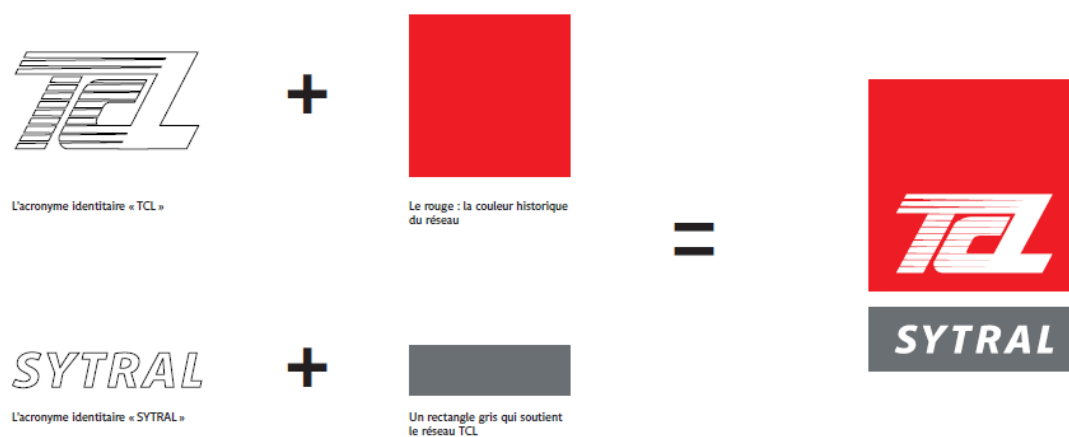 TCL
+
L'acronyme identitaire « TCL »
Le rouge : la couleur historique
du réseau
=
TCL
SYTRAL
SYTRAL
+
L'acronyme identitaire « SYTRAL »
Un rectangle gris qui soutient
le réseau TCL